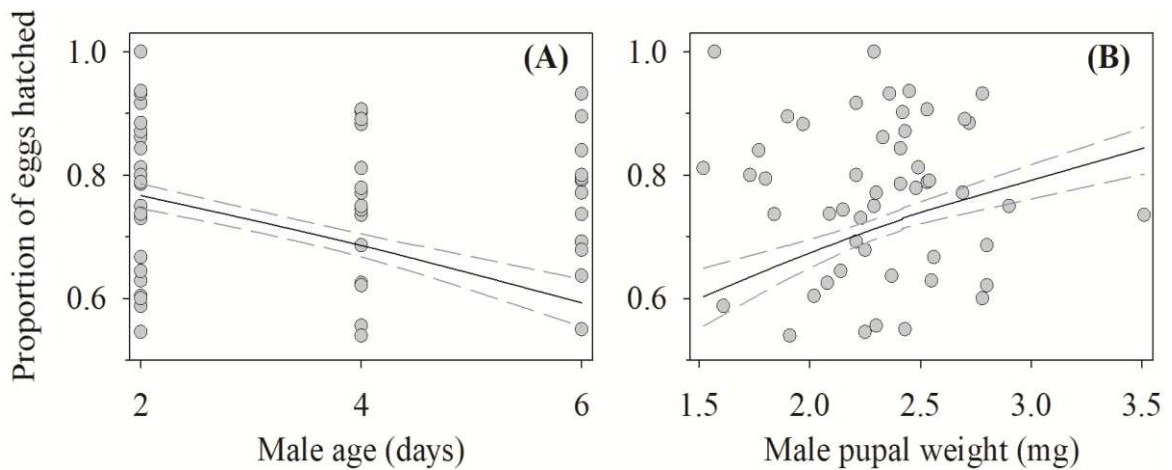 Proportion of eggs hatched
1.0
0.8
0.6
(A)
2 4 6
Male age (days)
1.0
0.8
0.6
(B)
1.5 2.0 2.5 3.0 3.5
Male pupal weight (mg)